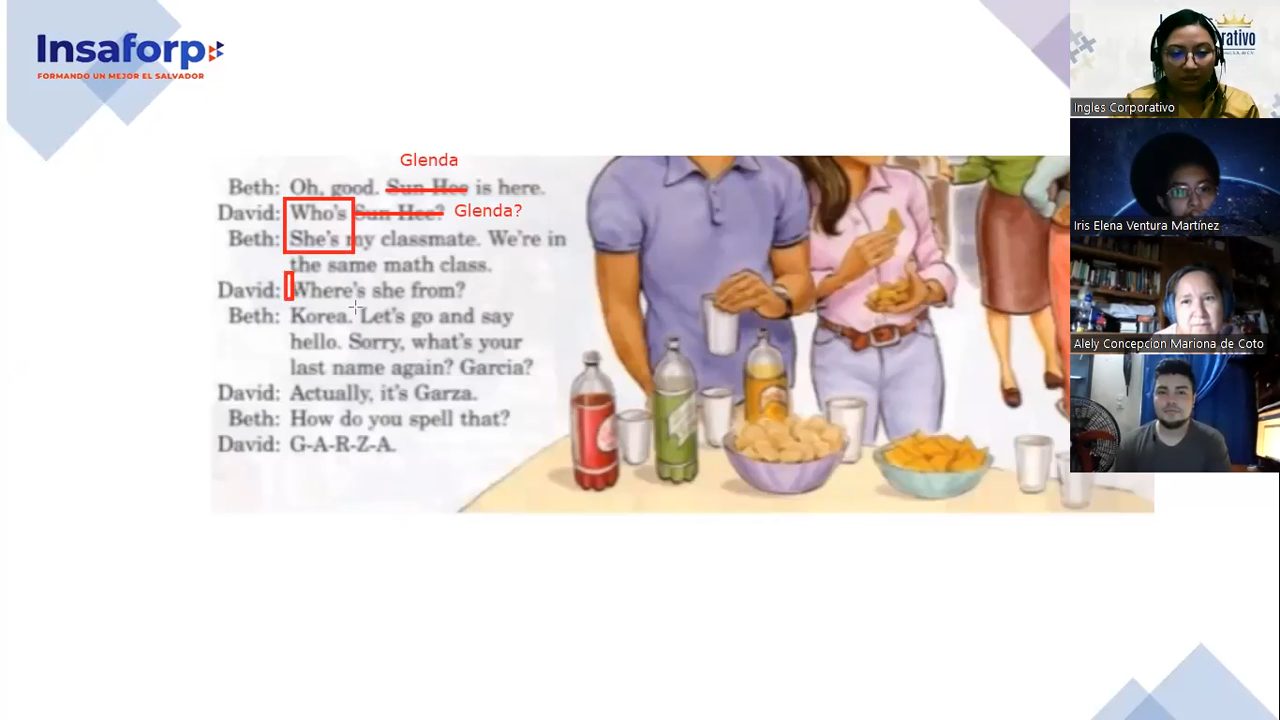 Insaforp
FORMANDO UN MEJOR EL SALVADOR
Glenda
Beth: Oh, good. Sun Hee is here.
David: Who's Sun Hee? Glenda?
Beth: She's my classmate. We're in
the same math class.
David: Where's she from?
Beth: Korea. Let's go and say
hello. Sorry, what's your
last name again? Garcia?
David: Actually, it's Garza.
Beth: How do you spell that?
David: G-A-R-Z-A.
rativo
Ingles Corporativo
Iris Elena Ventura Martínez
Alely Concepcion Mariona de Coto